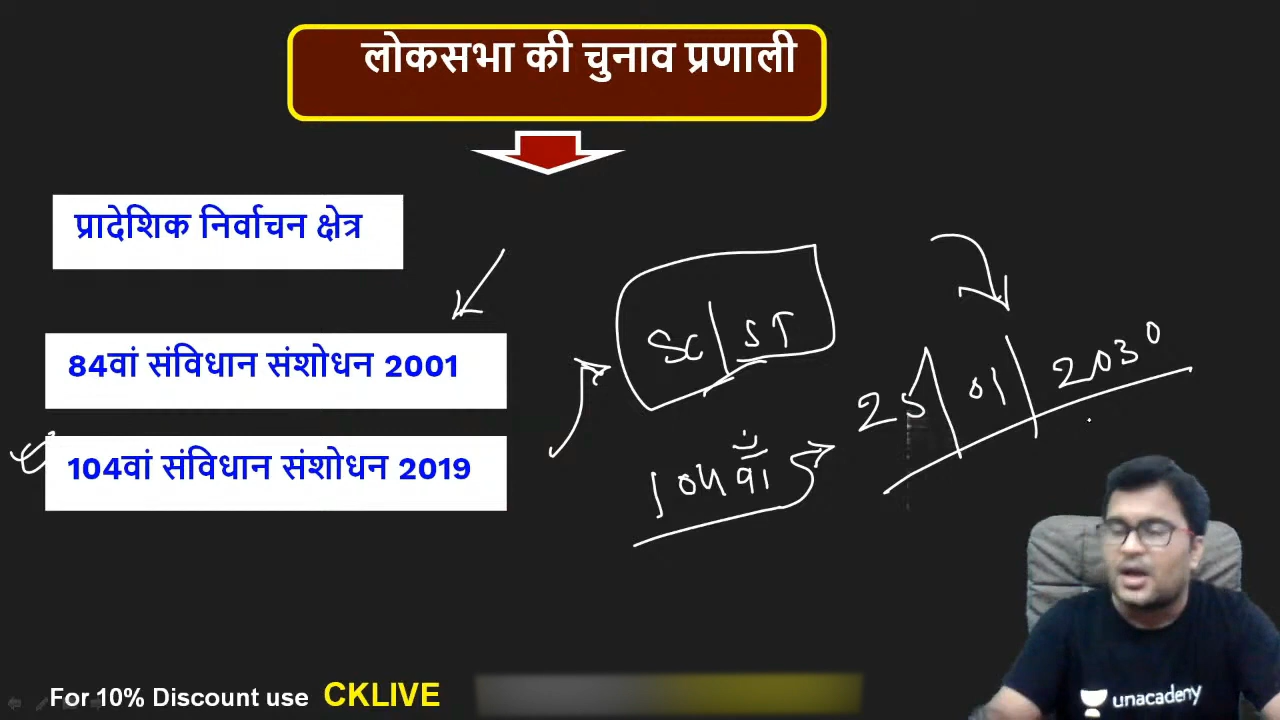 लोकसभा की चुनाव प्रणाली
प्रादेशिक निर्वाचन क्षेत्र
84वां संविधान संशोधन 2001
104वां संविधान संशोधन 2019
SC | ST
104 वां
25 | 01 | 2030
unacademy
For 10% Discount use CKLIVE